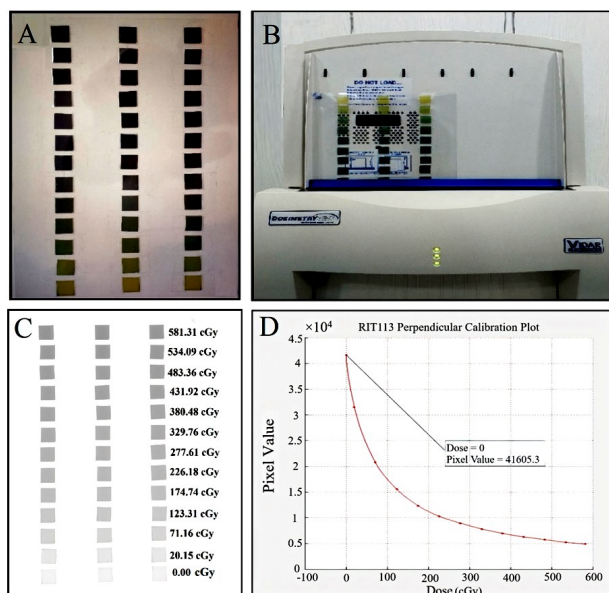 A
B
DO NOT LOAD...
DOSIMETRY PRO
VIDAR
C
581.31 cGy
534.09 cGy
483.36 cGy
431.92 cGy
380.48 cGy
329.76 cGy
277.61 cGy
226.18 cGy
174.74 cGy
123.31 cGy
71.16 cGy
20.15 cGy
0.00 cGy
D
RIT113 Perpendicular Calibration Plot
×10⁴
4.5
4
3.5
3
2.5
2
1.5
1
0.5
0
Pixel Value
Dose = 0
Pixel Value = 41605.3
-100 0 100 200 300 400 500 600
Dose (cGy)